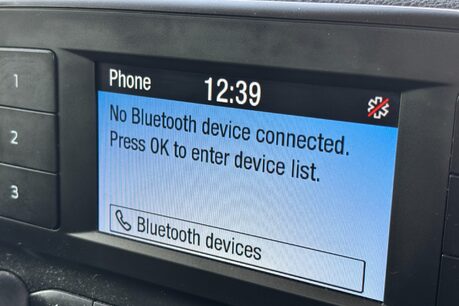 Phone 12:39
No Bluetooth device connected.
Press OK to enter device list.
Bluetooth devices
1
2
3